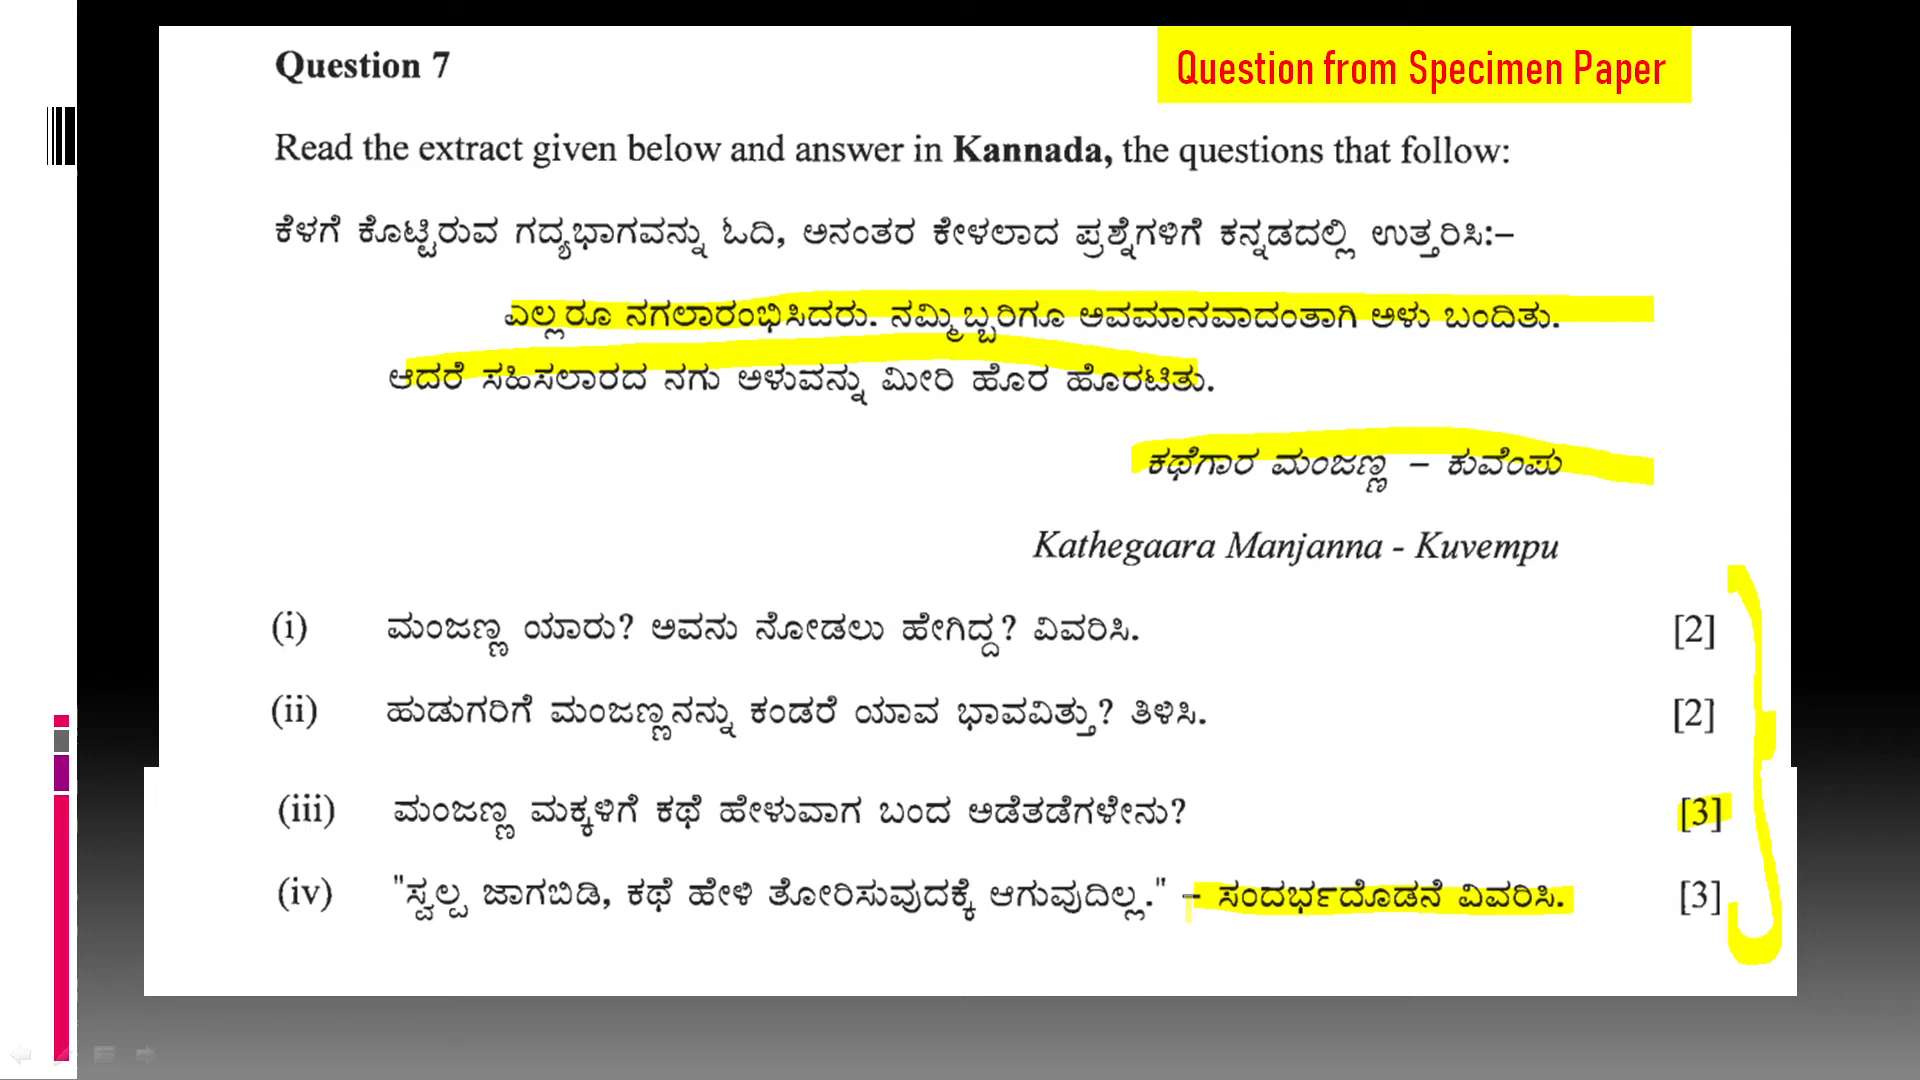 Question 7
Question from Specimen Paper
Read the extract given below and answer in Kannada, the questions that follow:
ಕೆಳಗೆ ಕೊಟ್ಟಿರುವ ಗದ್ಯಭಾಗವನ್ನು ಓದಿ, ಅನಂತರ ಕೇಳಲಾದ ಪ್ರಶ್ನೆಗಳಿಗೆ ಕನ್ನಡದಲ್ಲಿ ಉತ್ತರಿಸಿ:–
ಎಲ್ಲರೂ ನಗಲಾರಂಭಿಸಿದರು. ನಮ್ಮಿಬ್ಬರಿಗೂ ಅವಮಾನವಾದಂತಾಗಿ ಅಳು ಬಂದಿತು.
ಆದರೆ ಸಹಿಸಲಾರದ ನಗು ಅಳುವನ್ನು ಮೀರಿ ಹೊರ ಹೊರಟಿತು.
ಕಥೆಗಾರ ಮಂಜಣ್ಣ – ಕುವೆಂಪು
Kathegaara Manjanna - Kuvempu
(i) ಮಂಜಣ್ಣ ಯಾರು? ಅವನು ನೋಡಲು ಹೇಗಿದ್ದ? ವಿವರಿಸಿ. [2]
(ii) ಹುಡುಗರಿಗೆ ಮಂಜಣ್ಣನನ್ನು ಕಂಡರೆ ಯಾವ ಭಾವವಿತ್ತು? ತಿಳಿಸಿ. [2]
(iii) ಮಂಜಣ್ಣ ಮಕ್ಕಳಿಗೆ ಕಥೆ ಹೇಳುವಾಗ ಬಂದ ಅಡೆತಡೆಗಳೇನು? [3]
(iv) "ಸ್ವಲ್ಪ ಜಾಗಬಿಡಿ, ಕಥೆ ಹೇಳಿ ತೋರಿಸುವುದಕ್ಕೆ ಆಗುವುದಿಲ್ಲ." – ಸಂದರ್ಭದೊಡನೆ ವಿವರಿಸಿ. [3]